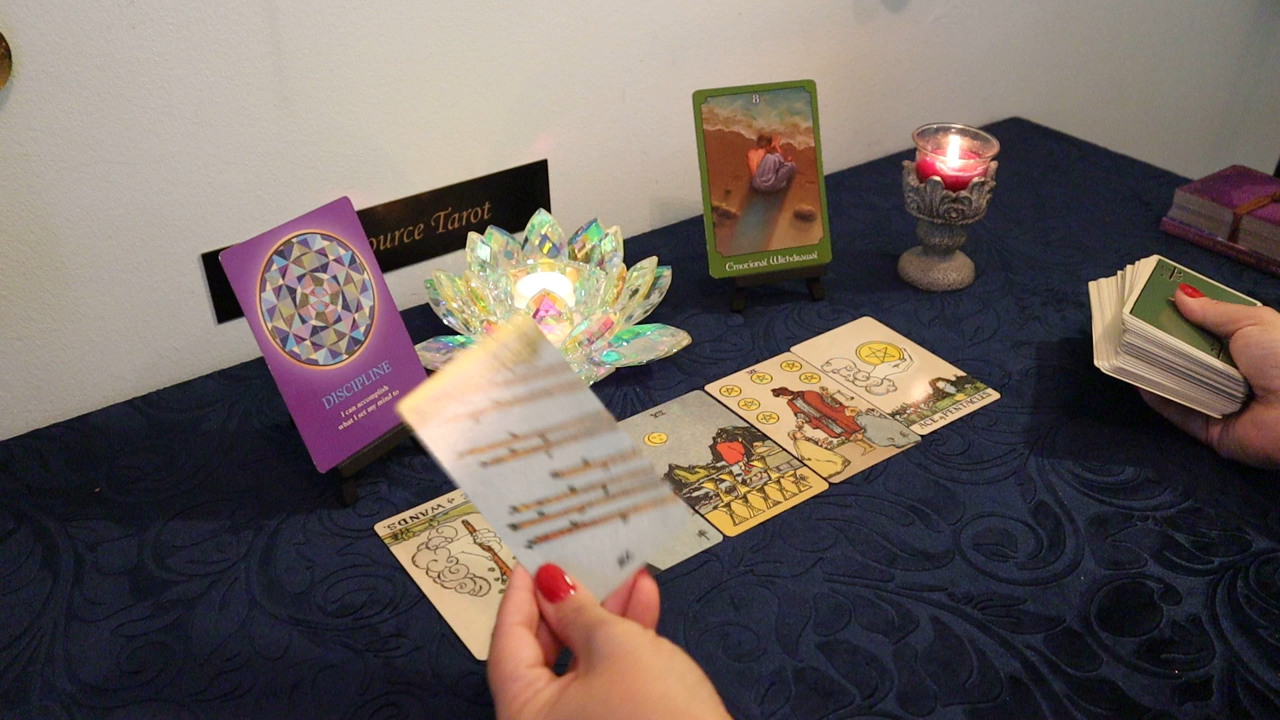 ource Tarot
DISCIPLINE
I can accomplish
what I set my mind to
8
Emotional Withdrawal
ACE of PENTACLES
WANDS.